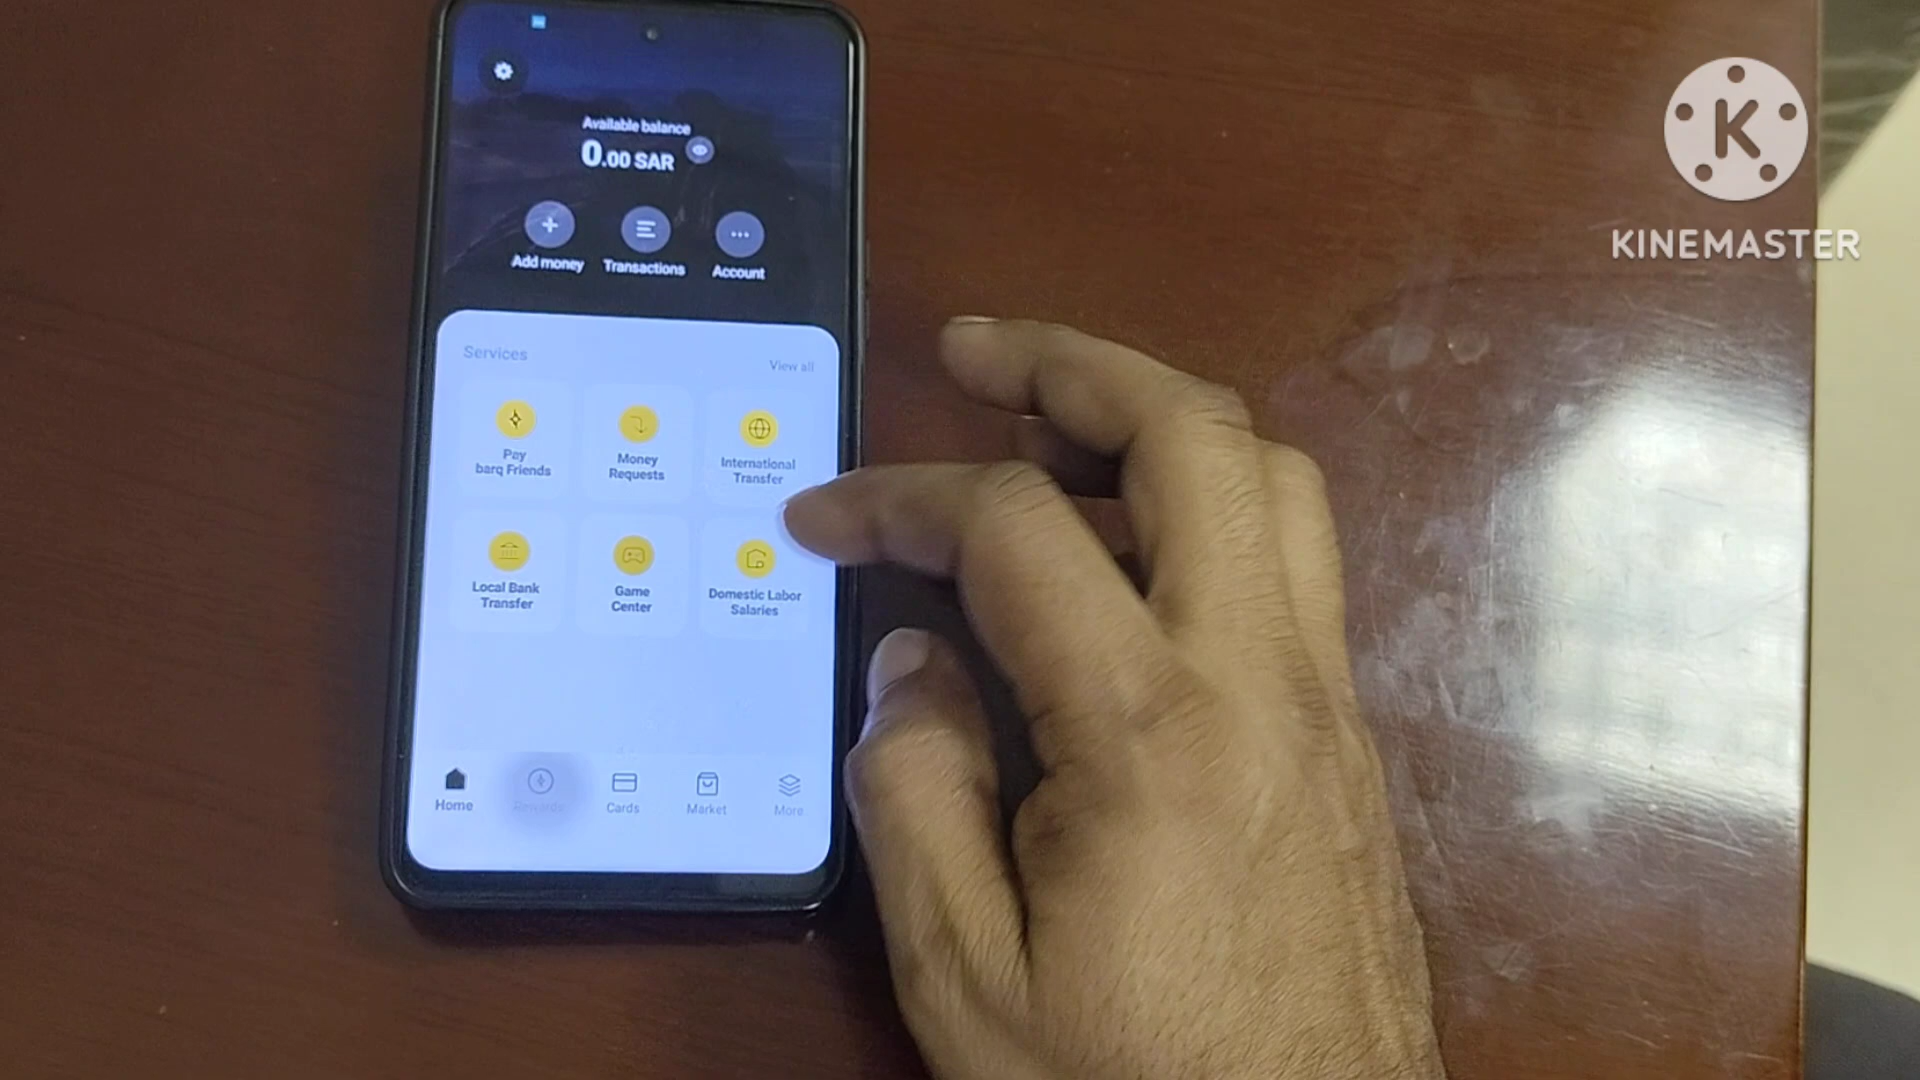 Available balance
0.00 SAR
Add money
Transactions
Account
Services
View all
Pay
barq Friends
Money
Requests
International
Transfer
Local Bank
Transfer
Game
Center
Domestic Labor
Salaries
Home
Rewards
Cards
Market
More
K
KINEMASTER